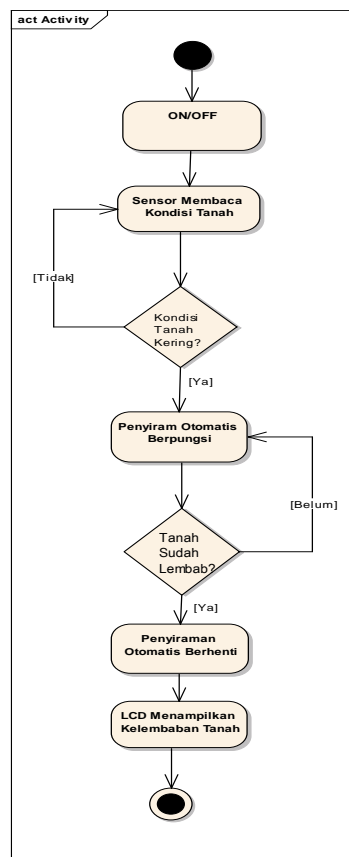 act Activity
ON/OFF
Sensor Membaca
Kondisi Tanah
[Tidak]
Kondisi
Tanah
Kering?
[Ya]
Penyiram Otomatis
Berpungsi
[Belum]
Tanah
Sudah
Lembab?
[Ya]
Penyiraman
Otomatis Berhenti
LCD Menampilkan
Kelembaban Tanah